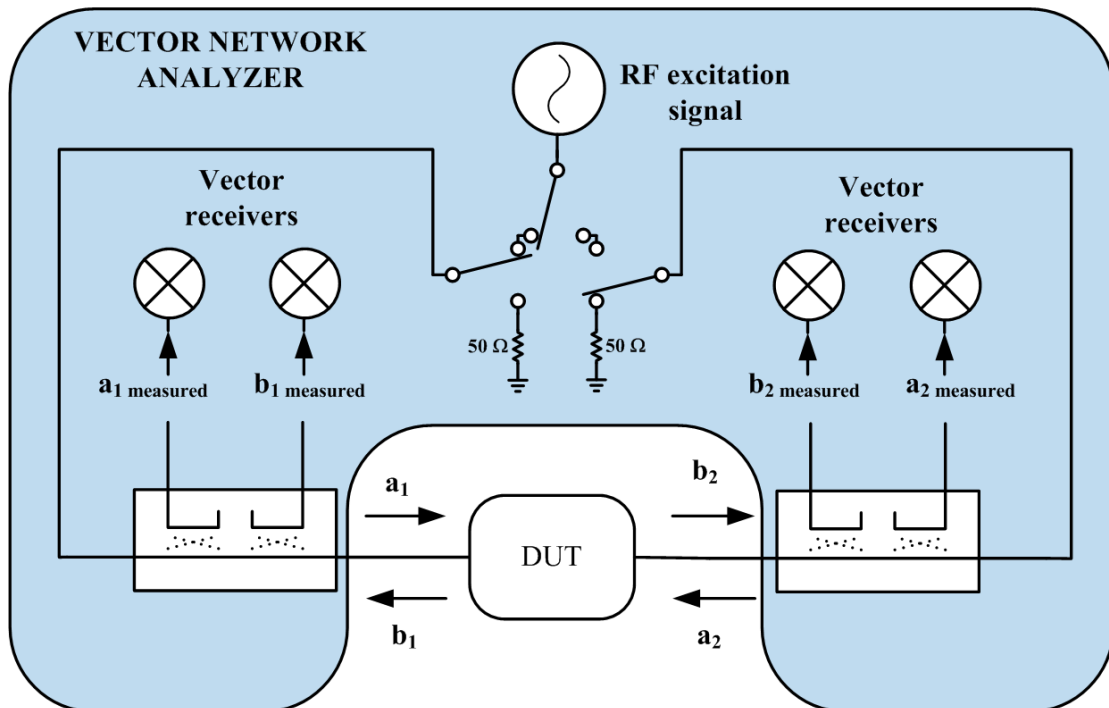 VECTOR NETWORK
ANALYZER
RF excitation
signal
Vector
receivers
Vector
receivers
50 Ω
50 Ω
a1 measured
b1 measured
b2 measured
a2 measured
a1
b2
DUT
b1
a2